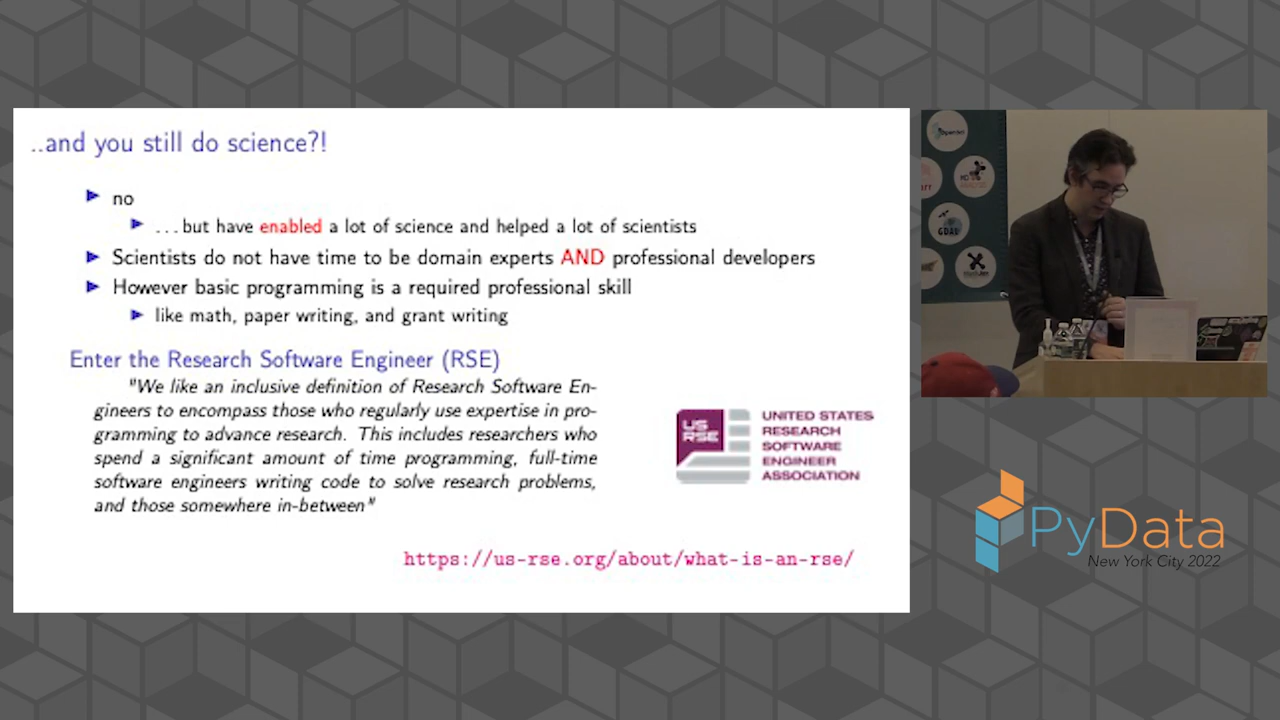 ..and you still do science?!
no
...but have enabled a lot of science and helped a lot of scientists
Scientists do not have time to be domain experts AND professional developers
However basic programming is a required professional skill
like math, paper writing, and grant writing
Enter the Research Software Engineer (RSE)
"We like an inclusive definition of Research Software En-
gineers to encompass those who regularly use expertise in pro-
gramming to advance research. This includes researchers who
spend a significant amount of time programming, full-time
software engineers writing code to solve research problems,
and those somewhere in-between"
US
RSE
UNITED STATES
RESEARCH
SOFTWARE
ENGINEER
ASSOCIATION
https://us-rse.org/about/what-is-an-rse/
GDAL
PyData
New York City 2022